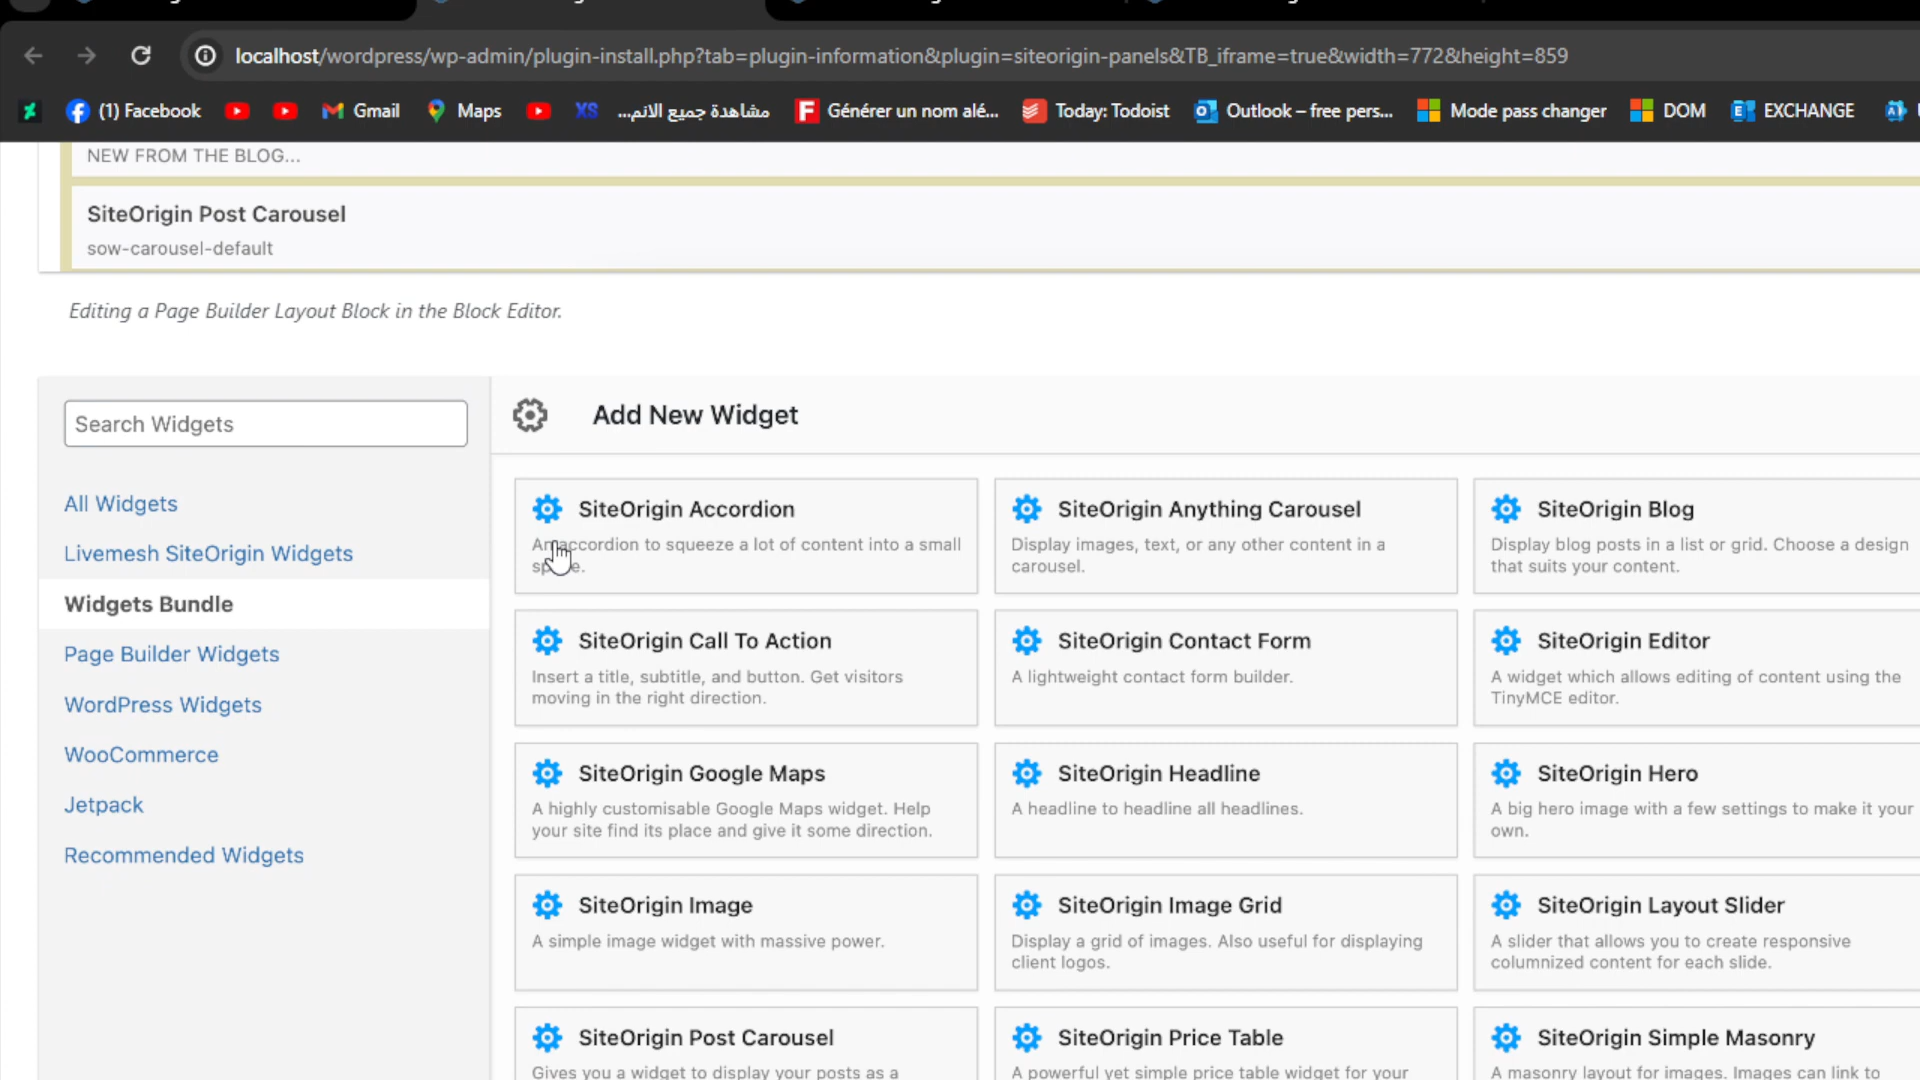 localhost/wordpress/wp-admin/plugin-install.php?tab=plugin-information&plugin=siteorigin-panels&TB_iframe=true&width=772&height=859
(1) Facebook
Gmail
Maps
XS
مشاهدة جميع الانم...
Générer un nom alé...
Today: Todoist
Outlook – free pers...
Mode pass changer
DOM
EXCHANGE
NEW FROM THE BLOG...
SiteOrigin Post Carousel
sow-carousel-default
Editing a Page Builder Layout Block in the Block Editor.
Search Widgets
All Widgets
Livemesh SiteOrigin Widgets
Widgets Bundle
Page Builder Widgets
WordPress Widgets
WooCommerce
Jetpack
Recommended Widgets
Add New Widget
SiteOrigin Accordion
An accordion to squeeze a lot of content into a small
space.
SiteOrigin Anything Carousel
Display images, text, or any other content in a
carousel.
SiteOrigin Blog
Display blog posts in a list or grid. Choose a design
that suits your content.
SiteOrigin Call To Action
Insert a title, subtitle, and button. Get visitors
moving in the right direction.
SiteOrigin Contact Form
A lightweight contact form builder.
SiteOrigin Editor
A widget which allows editing of content using the
TinyMCE editor.
SiteOrigin Google Maps
A highly customisable Google Maps widget. Help
your site find its place and give it some direction.
SiteOrigin Headline
A headline to headline all headlines.
SiteOrigin Hero
A big hero image with a few settings to make it your
own.
SiteOrigin Image
A simple image widget with massive power.
SiteOrigin Image Grid
Display a grid of images. Also useful for displaying
client logos.
SiteOrigin Layout Slider
A slider that allows you to create responsive
columnized content for each slide.
SiteOrigin Post Carousel
Gives you a widget to display your posts as a
SiteOrigin Price Table
A powerful yet simple price table widget for your
SiteOrigin Simple Masonry
A masonry layout for images. Images can link to